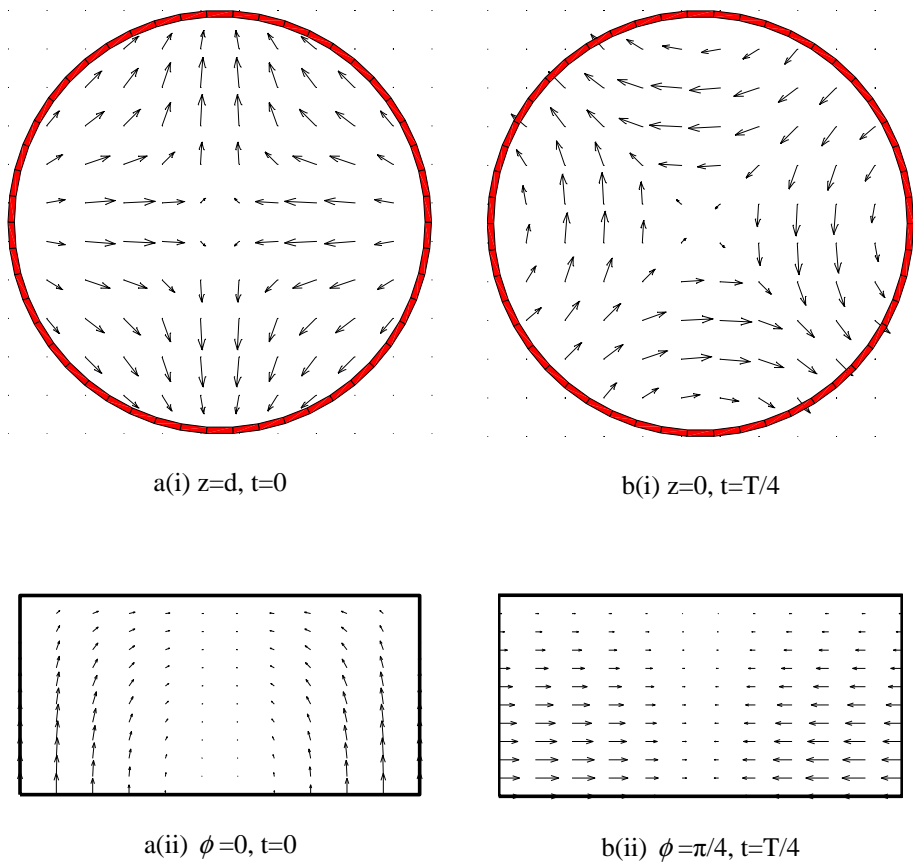 a(i) z=d, t=0
b(i) z=0, t=T/4
a(ii) ϕ=0, t=0
b(ii) ϕ=π/4, t=T/4